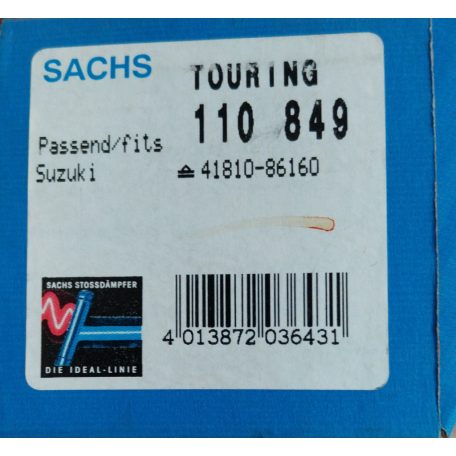 SACHS TOURING
110 849
Passend/fits
Suzuki ≙ 41810-86160
SACHS STOSSDÄMPFER
DIE IDEAL-LINIE
4 013872 036431